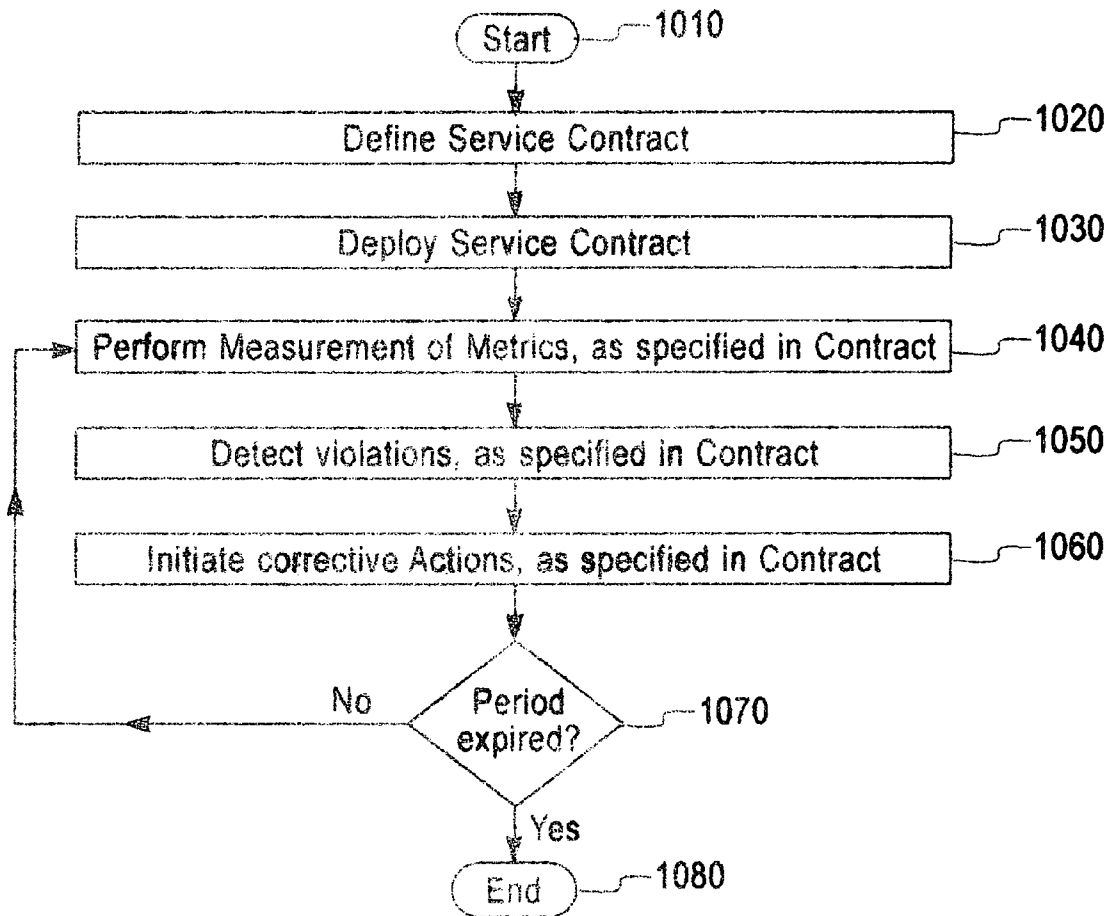 Start
1010
Define Service Contract
1020
Deploy Service Contract
1030
Perform Measurement of Metrics, as specified in Contract
1040
Detect violations, as specified in Contract
1050
Initiate corrective Actions, as specified in Contract
1060
No
Period
expired?
1070
Yes
End
1080